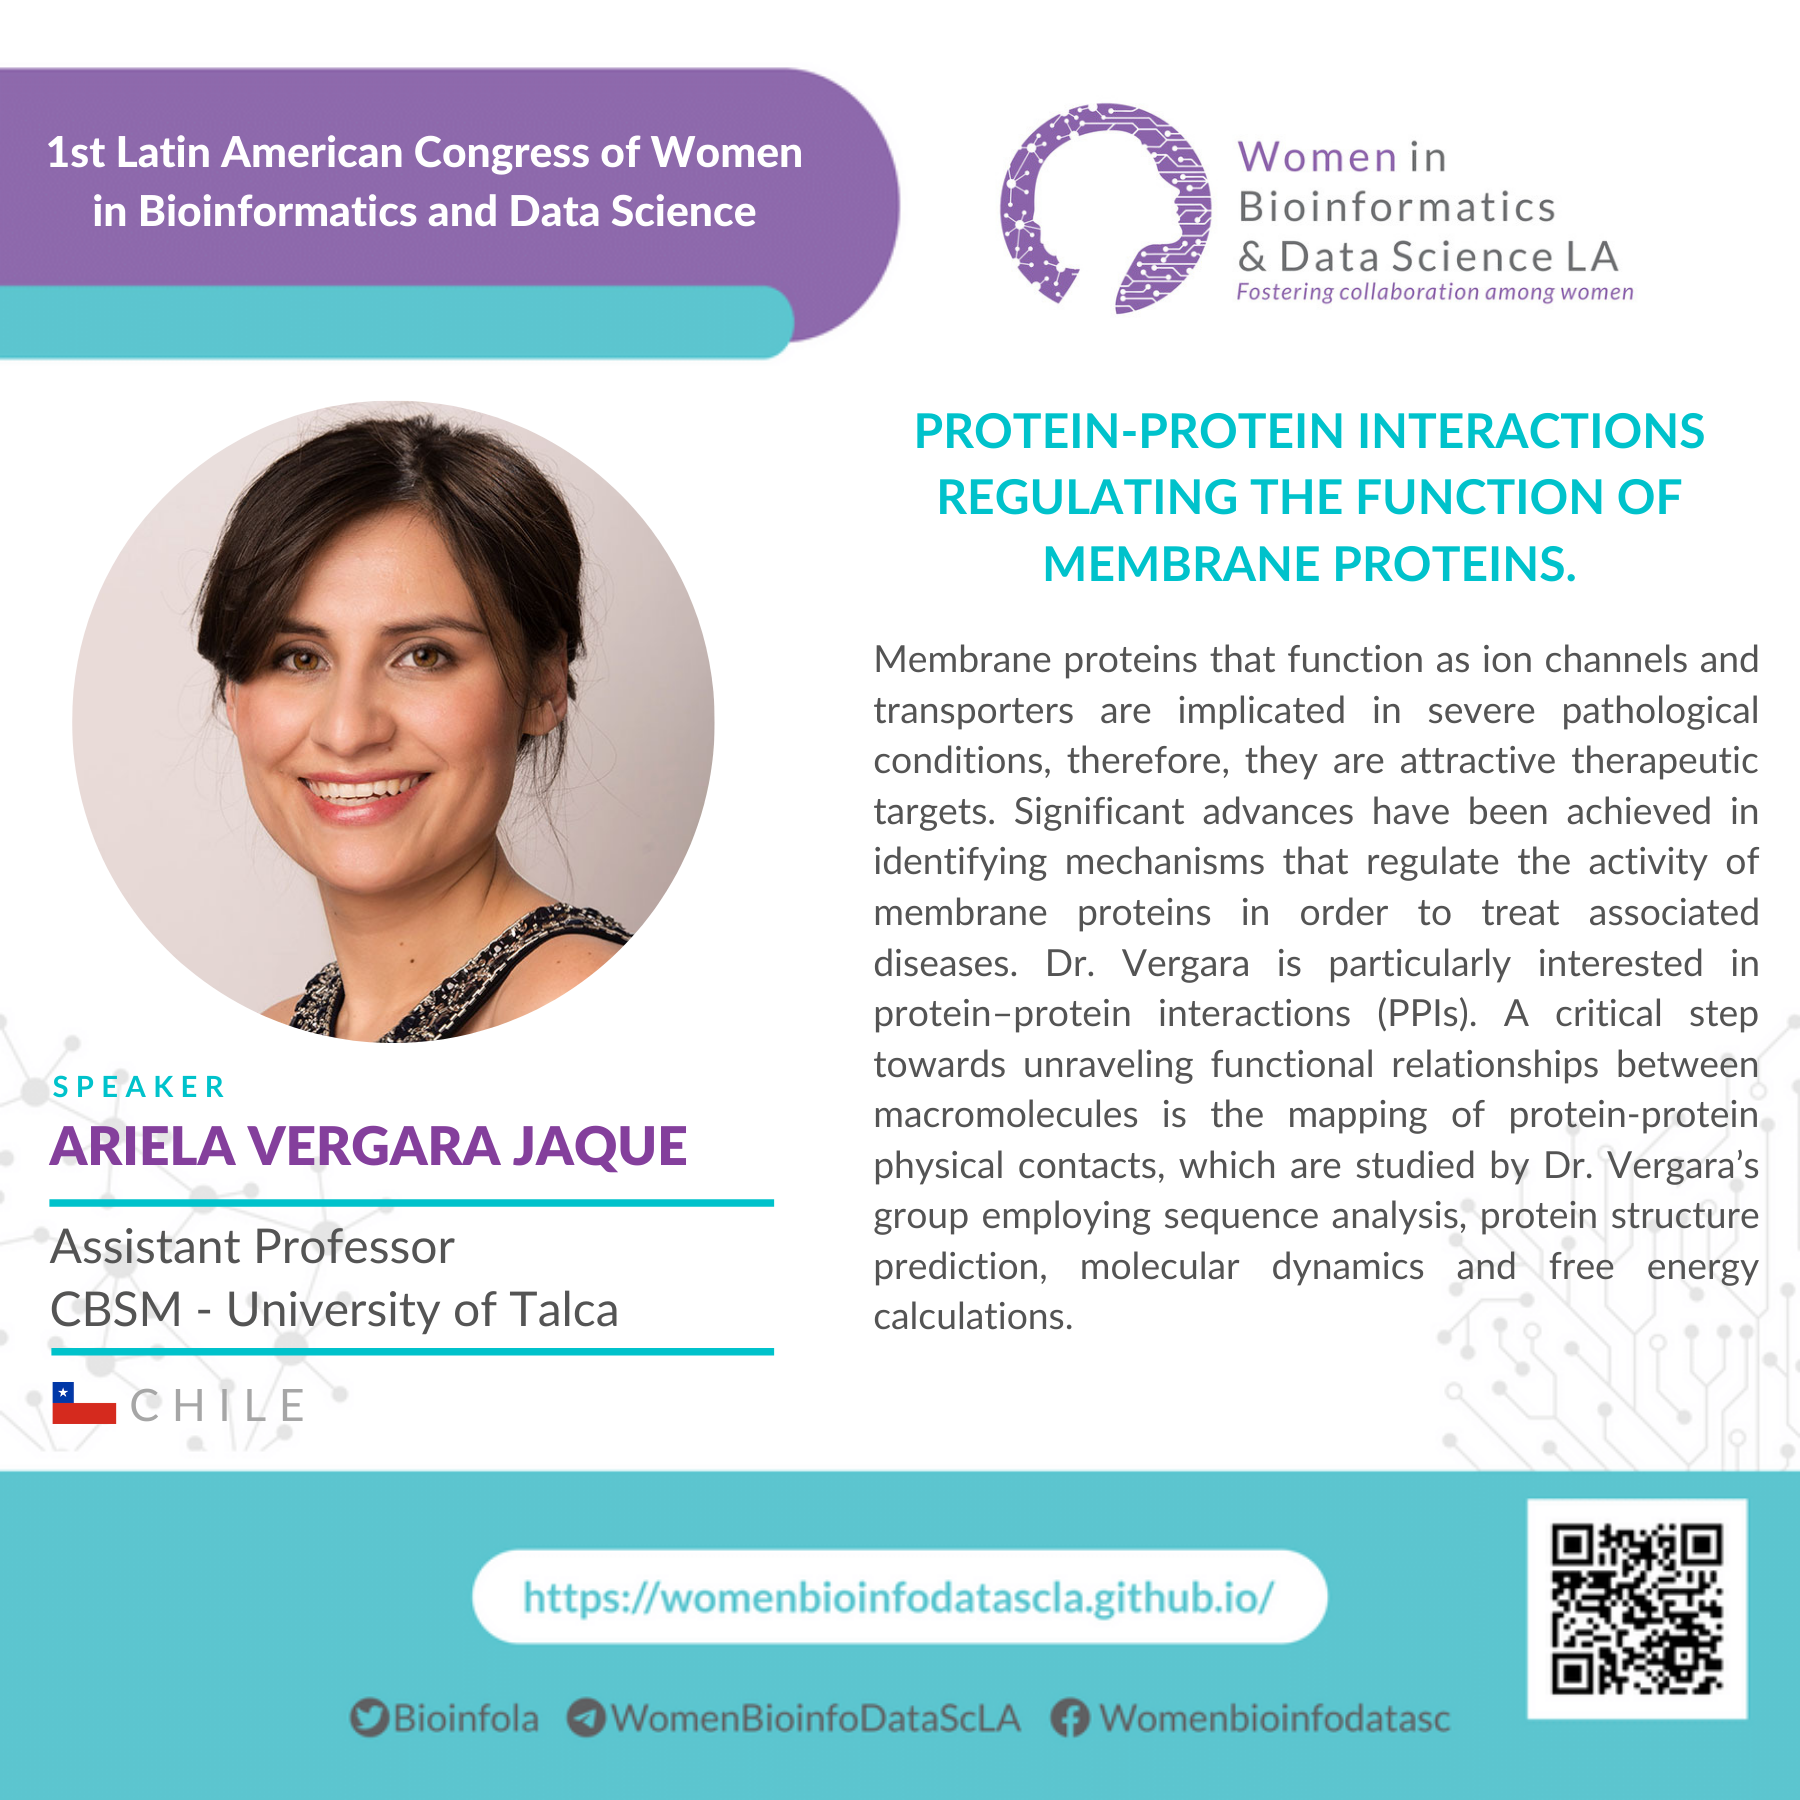 1st Latin American Congress of Women
in Bioinformatics and Data Science
Women in
Bioinformatics
& Data Science LA
Fostering collaboration among women
PROTEIN-PROTEIN INTERACTIONS
REGULATING THE FUNCTION OF
MEMBRANE PROTEINS.
Membrane proteins that function as ion channels and
transporters are implicated in severe pathological
conditions, therefore, they are attractive therapeutic
targets. Significant advances have been achieved in
identifying mechanisms that regulate the activity of
membrane proteins in order to treat associated
diseases. Dr. Vergara is particularly interested in
protein–protein interactions (PPIs). A critical step
towards unraveling functional relationships between
macromolecules is the mapping of protein-protein
physical contacts, which are studied by Dr. Vergara’s
group employing sequence analysis, protein structure
prediction, molecular dynamics and free energy
calculations.
SPEAKER
ARIELA VERGARA JAQUE
Assistant Professor
CBSM - University of Talca
CHILE
https://womenbioinfodatascla.github.io/
Bioinfola WomenBioinfoDataScLA Womenbioinfodatasc